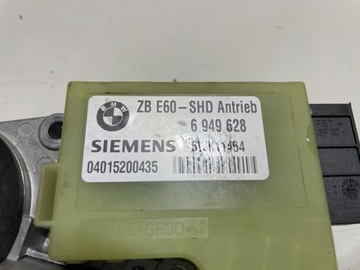 BMW
ZB E60-SHD Antrieb
6 949 628
SIEMENS
04015200435